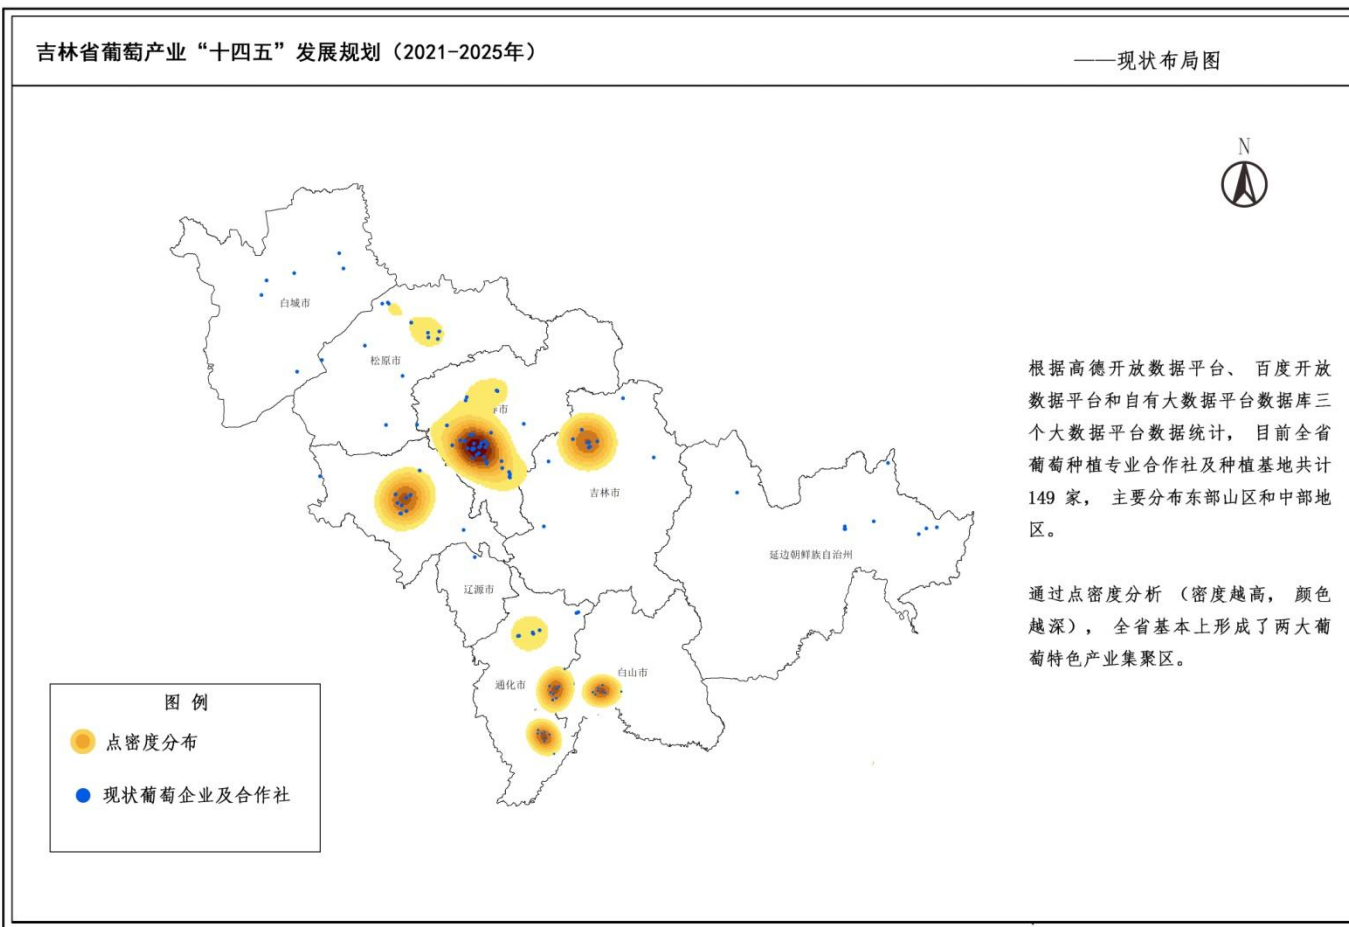 吉林省葡萄产业“十四五”发展规划（2021-2025年）
——现状布局图
N
白城市
松原市
春市
吉林市
延边朝鲜族自治州
辽源市
通化市
白山市
根据高德开放数据平台、 百度开放
数据平台和自有大数据平台数据库三
个大数据平台数据统计， 目前全省
葡萄种植专业合作社及种植基地共计
149 家， 主要分布东部山区和中部地
区。
通过点密度分析 （密度越高， 颜色
越深）， 全省基本上形成了两大葡
萄特色产业集聚区。
图 例
点密度分布
现状葡萄企业及合作社